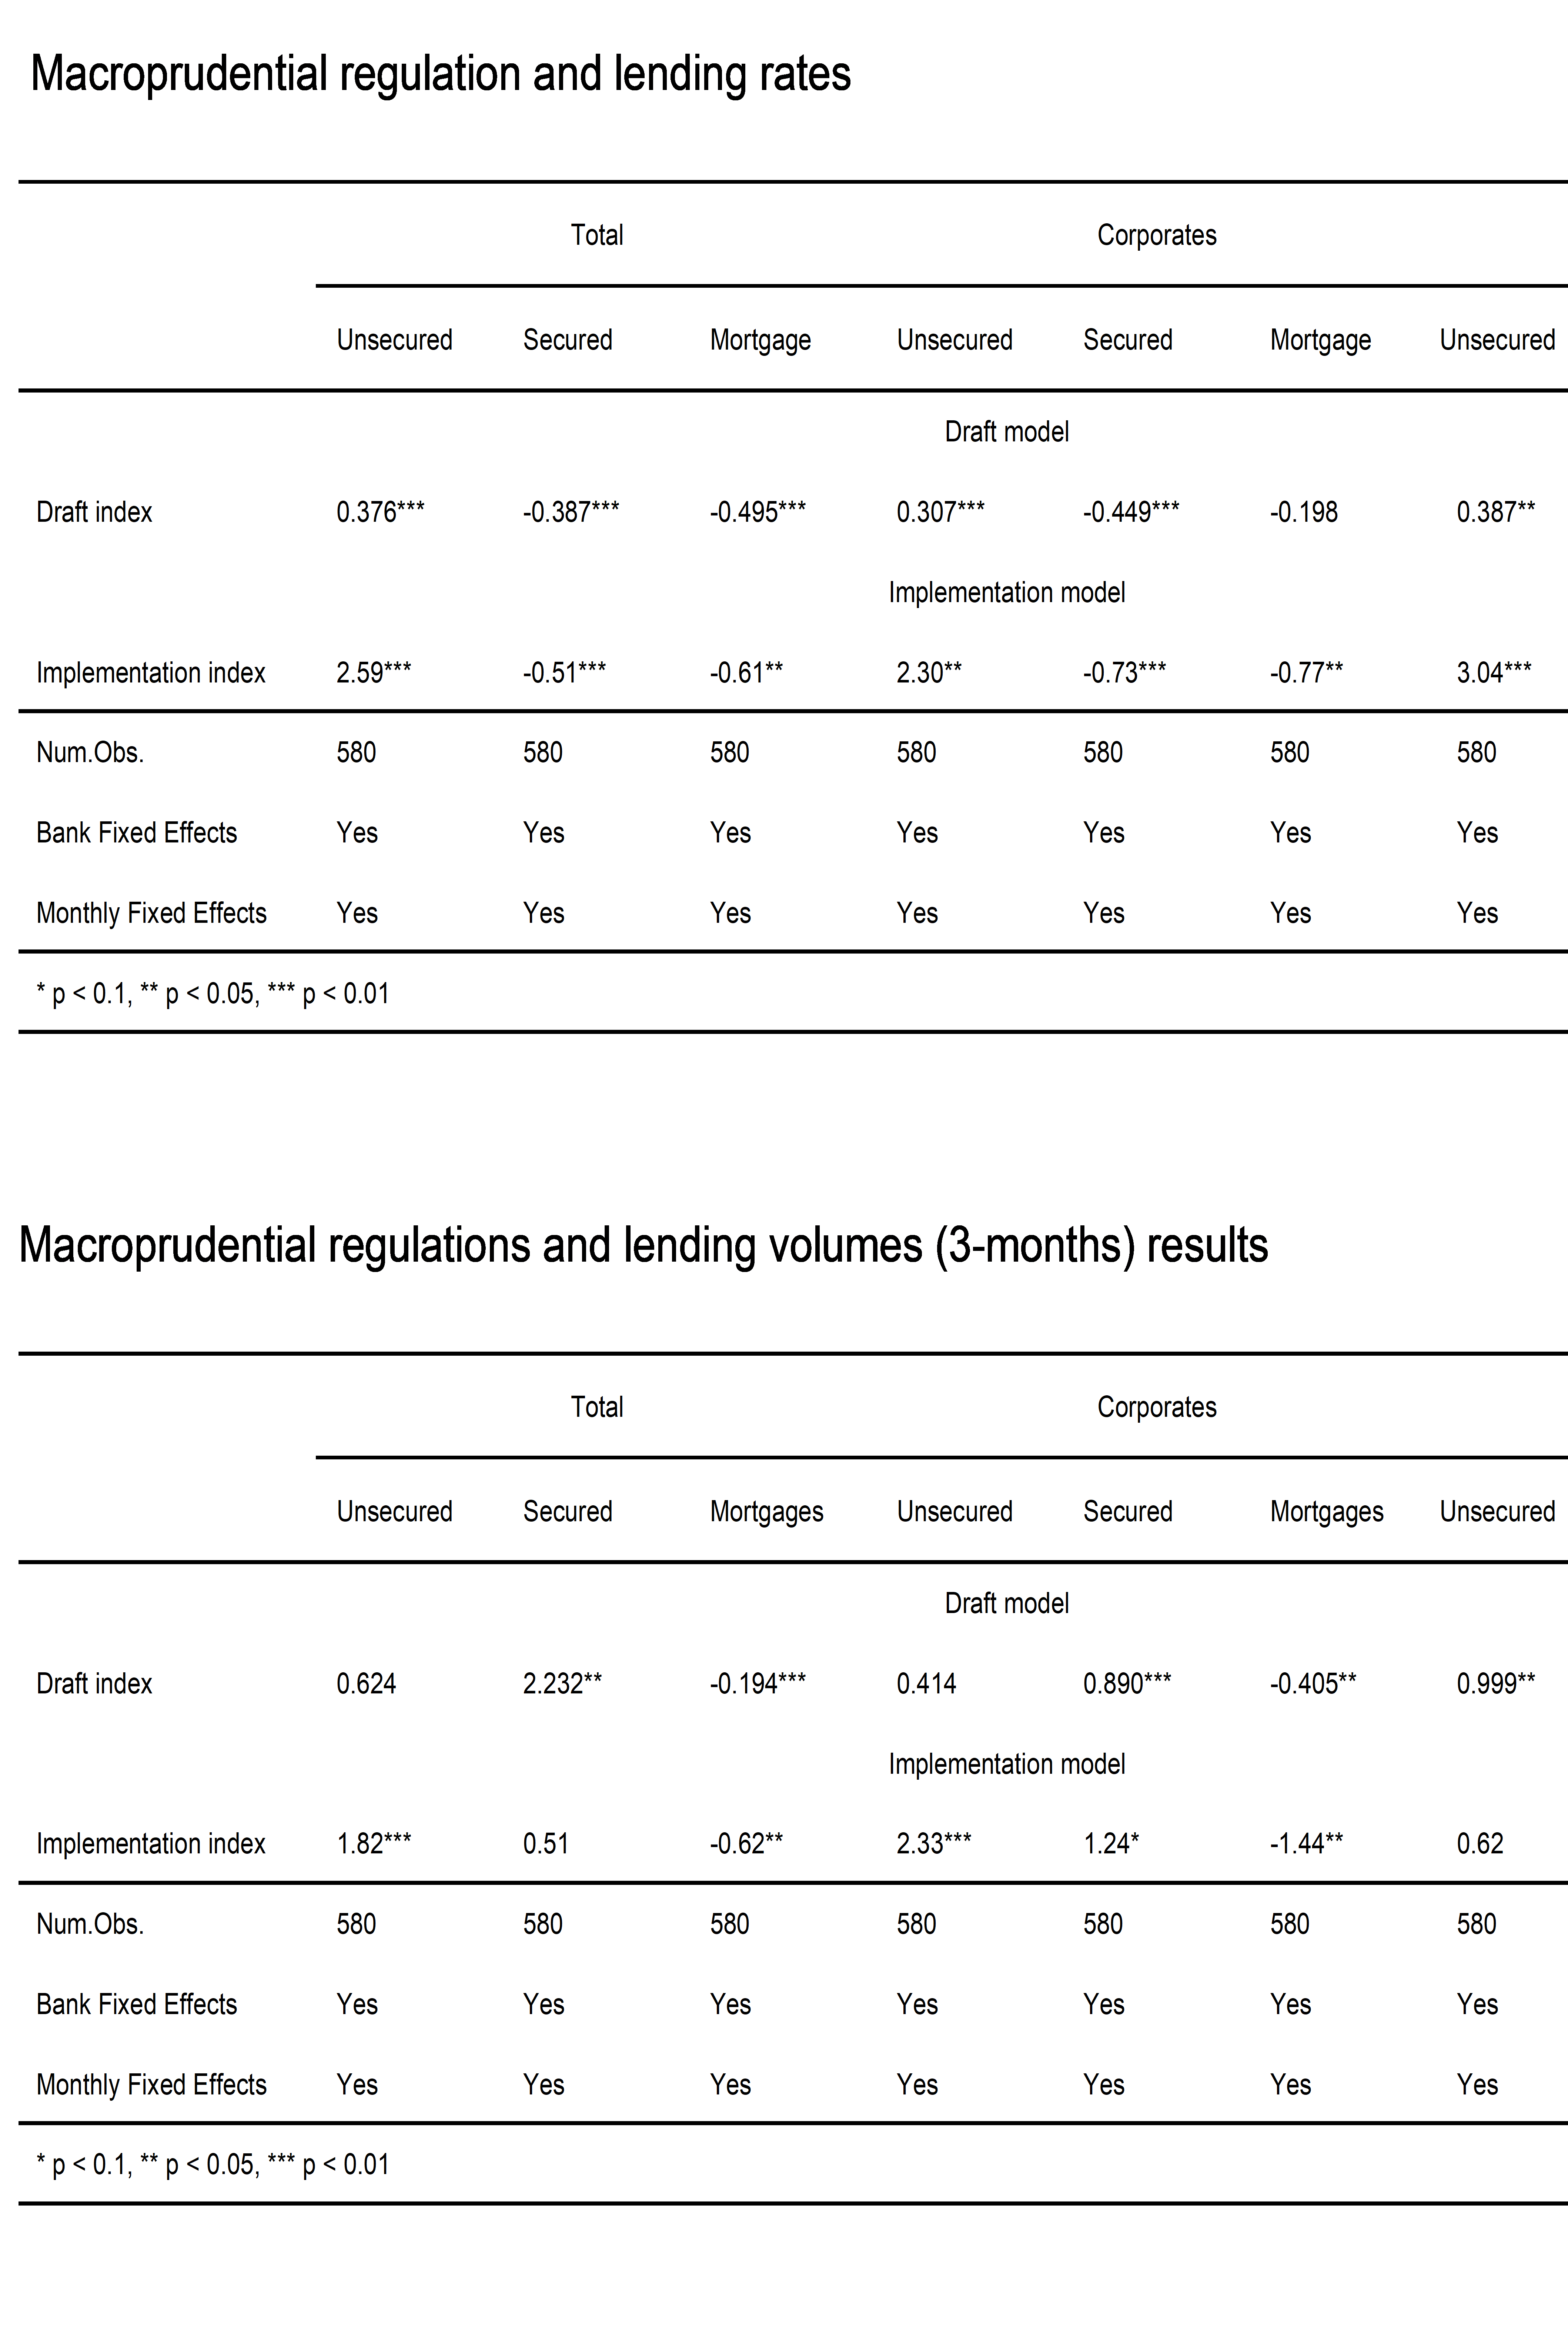 Macroprudential regulation and lending rates
Total Corporates
Unsecured Secured Mortgage Unsecured Secured Mortgage Unsecured
Draft model
Draft index 0.376*** -0.387*** -0.495*** 0.307*** -0.449*** -0.198 0.387**
Implementation model
Implementation index 2.59*** -0.51*** -0.61** 2.30** -0.73*** -0.77** 3.04***
Num.Obs. 580 580 580 580 580 580 580
Bank Fixed Effects Yes Yes Yes Yes Yes Yes Yes
Monthly Fixed Effects Yes Yes Yes Yes Yes Yes Yes
* p < 0.1, ** p < 0.05, *** p < 0.01
Macroprudential regulations and lending volumes (3-months) results
Total Corporates
Unsecured Secured Mortgages Unsecured Secured Mortgages Unsecured
Draft model
Draft index 0.624 2.232** -0.194*** 0.414 0.890*** -0.405** 0.999**
Implementation model
Implementation index 1.82*** 0.51 -0.62** 2.33*** 1.24* -1.44** 0.62
Num.Obs. 580 580 580 580 580 580 580
Bank Fixed Effects Yes Yes Yes Yes Yes Yes Yes
Monthly Fixed Effects Yes Yes Yes Yes Yes Yes Yes
* p < 0.1, ** p < 0.05, *** p < 0.01